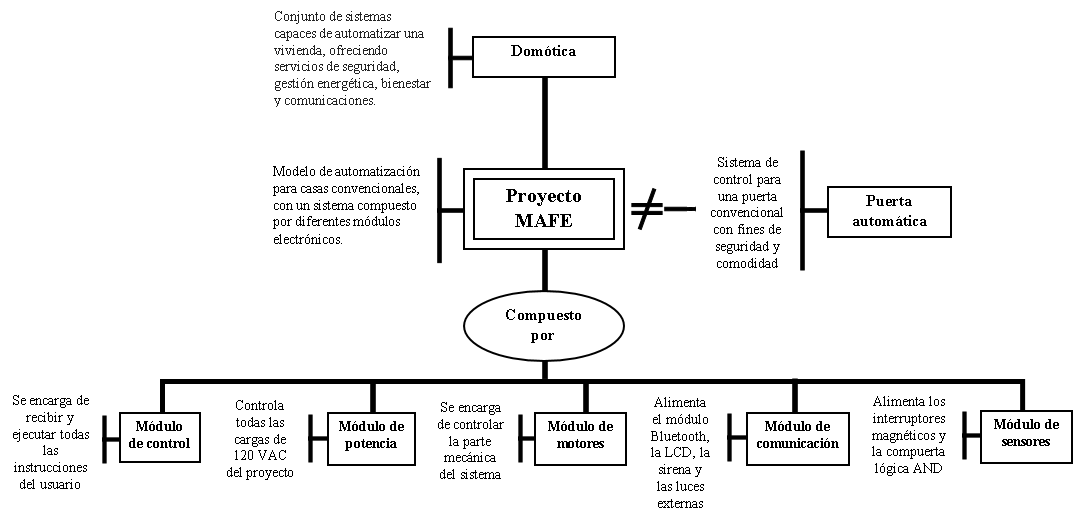 Conjunto de sistemas
capaces de automatizar una
vivienda, ofreciendo
servicios de seguridad,
gestión energética, bienestar
y comunicaciones.
Domótica
Modelo de automatización
para casas convencionales,
con un sistema compuesto
por diferentes módulos
electrónicos.
Proyecto
MAFE
≠
Sistema de
control para
una puerta
convencional
con fines de
seguridad y
comodidad
Puerta
automática
Compuesto
por
Se encarga de
recibir y
ejecutar todas
las
instrucciones
del usuario
Módulo
de control
Controla
todas las
cargas de
120 VAC
del proyecto
Módulo de
potencia
Se encarga
de controlar
la parte
mecánica
del sistema
Módulo de
motores
Alimenta
el módulo
Bluetooth,
la LCD, la
sirena y
las luces
externas
Módulo de
comunicación
Alimenta los
interruptores
magnéticos y
la compuerta
lógica AND
Módulo de
sensores